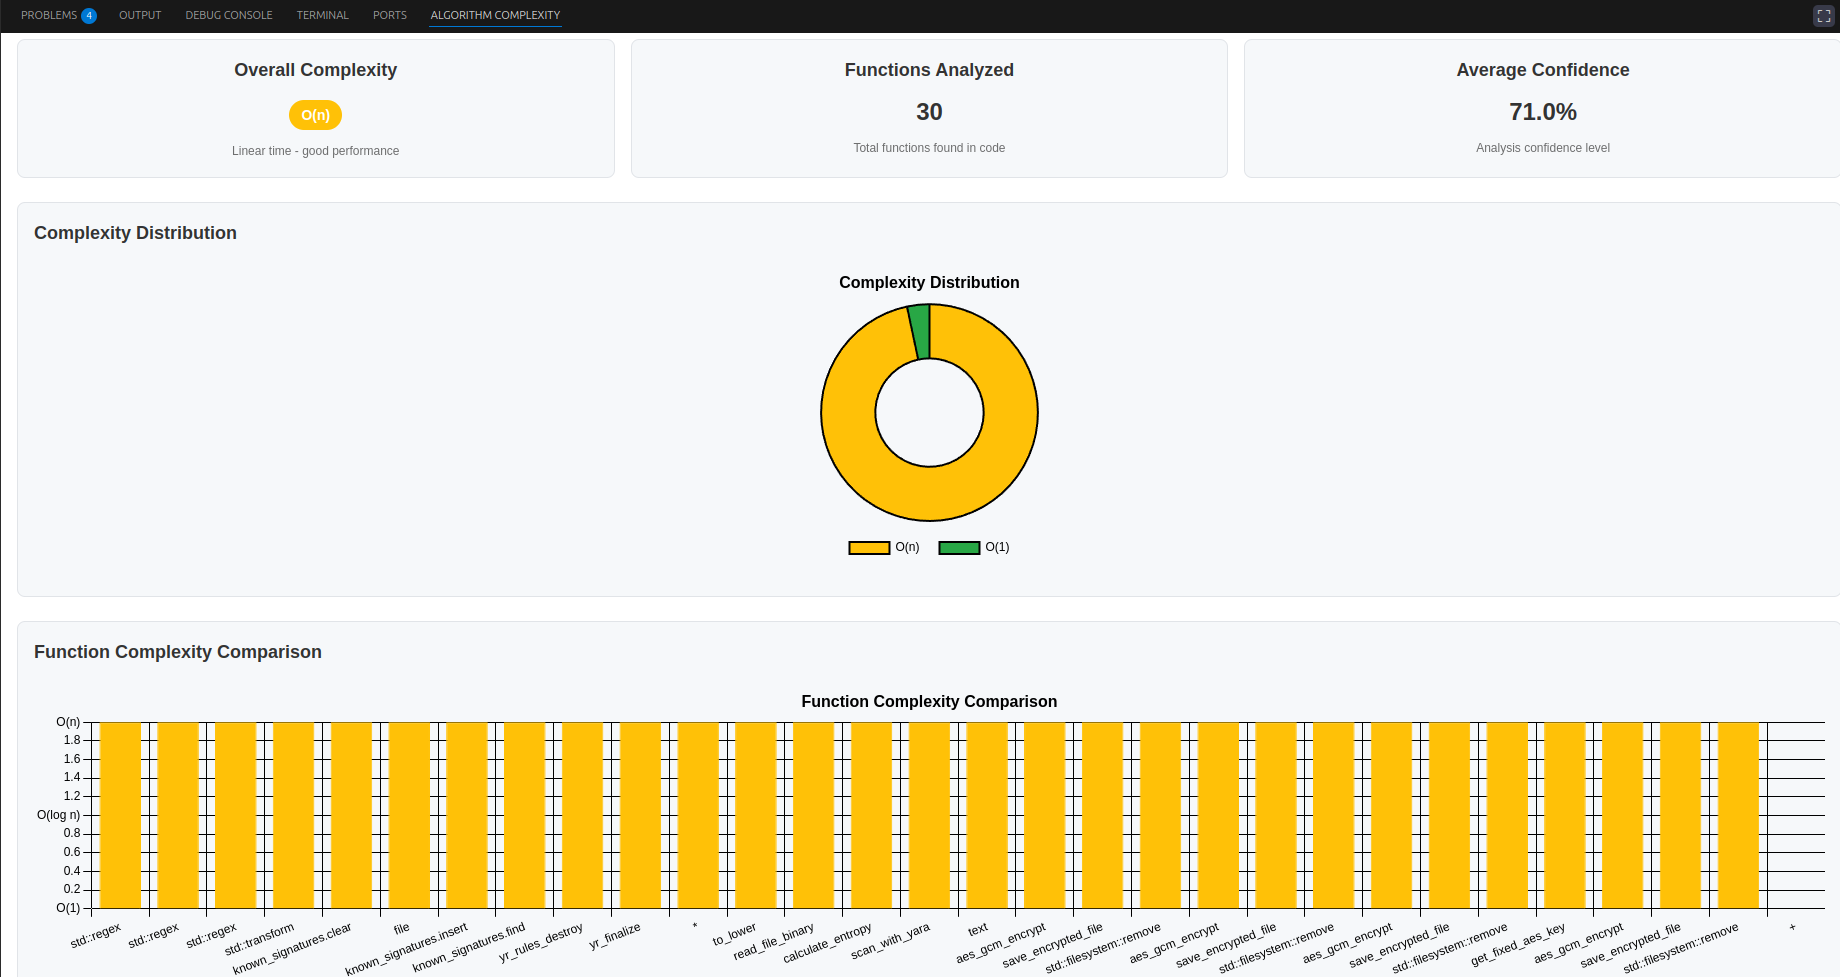 PROBLEMS 4 OUTPUT DEBUG CONSOLE TERMINAL PORTS ALGORITHM COMPLEXITY
Overall Complexity
O(n)
Linear time - good performance
Functions Analyzed
30
Total functions found in code
Average Confidence
71.0%
Analysis confidence level
Complexity Distribution
Complexity Distribution
O(n) O(1)
Function Complexity Comparison
Function Complexity Comparison
O(n)
1.8
1.6
1.4
1.2
O(log n)
0.8
0.6
0.4
0.2
O(1)
std::regex
std::regex
std::regex
std::transform
known_signatures.clear
file
known_signatures.insert
known_signatures.find
yr_rules_destroy
yr_finalize
*
to_lower
read_file_binary
calculate_entropy
scan_with_yara
text
aes_gcm_encrypt
save_encrypted_file
std::filesystem::remove
aes_gcm_encrypt
save_encrypted_file
std::filesystem::remove
aes_gcm_encrypt
save_encrypted_file
std::filesystem::remove
get_fixed_aes_key
aes_gcm_encrypt
save_encrypted_file
std::filesystem::remove
+